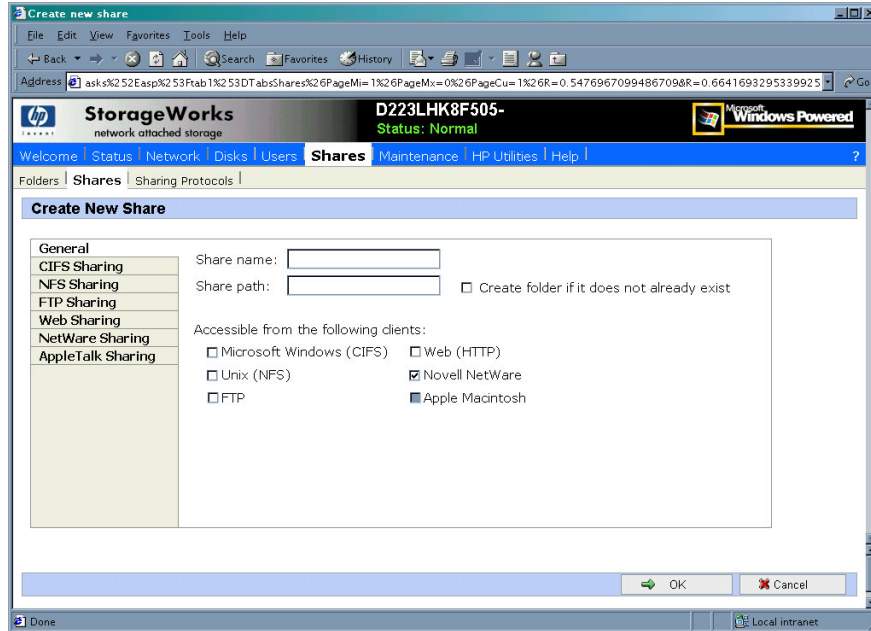 Create new share
File Edit View Favorites Tools Help
Back Search Favorites History
Address asks%252Easp%253Ftab1%253DTabsShares%26PageMi=1%26PageMx=0%26PageCu=1%26R=0.5476967099486709&R=0.6641693295339925 Go
hp StorageWorks D223LHK8F505- Microsoft Windows Powered
invent network attached storage Status: Normal
Welcome | Status | Network | Disks | Users | Shares | Maintenance | HP Utilities | Help | ?
Folders | Shares | Sharing Protocols |
Create New Share
General
CIFS Sharing
NFS Sharing
FTP Sharing
Web Sharing
NetWare Sharing
AppleTalk Sharing
Share name:
Share path: Create folder if it does not already exist
Accessible from the following clients:
Microsoft Windows (CIFS) Web (HTTP)
Unix (NFS) Novell NetWare
FTP Apple Macintosh
OK Cancel
Done Local intranet